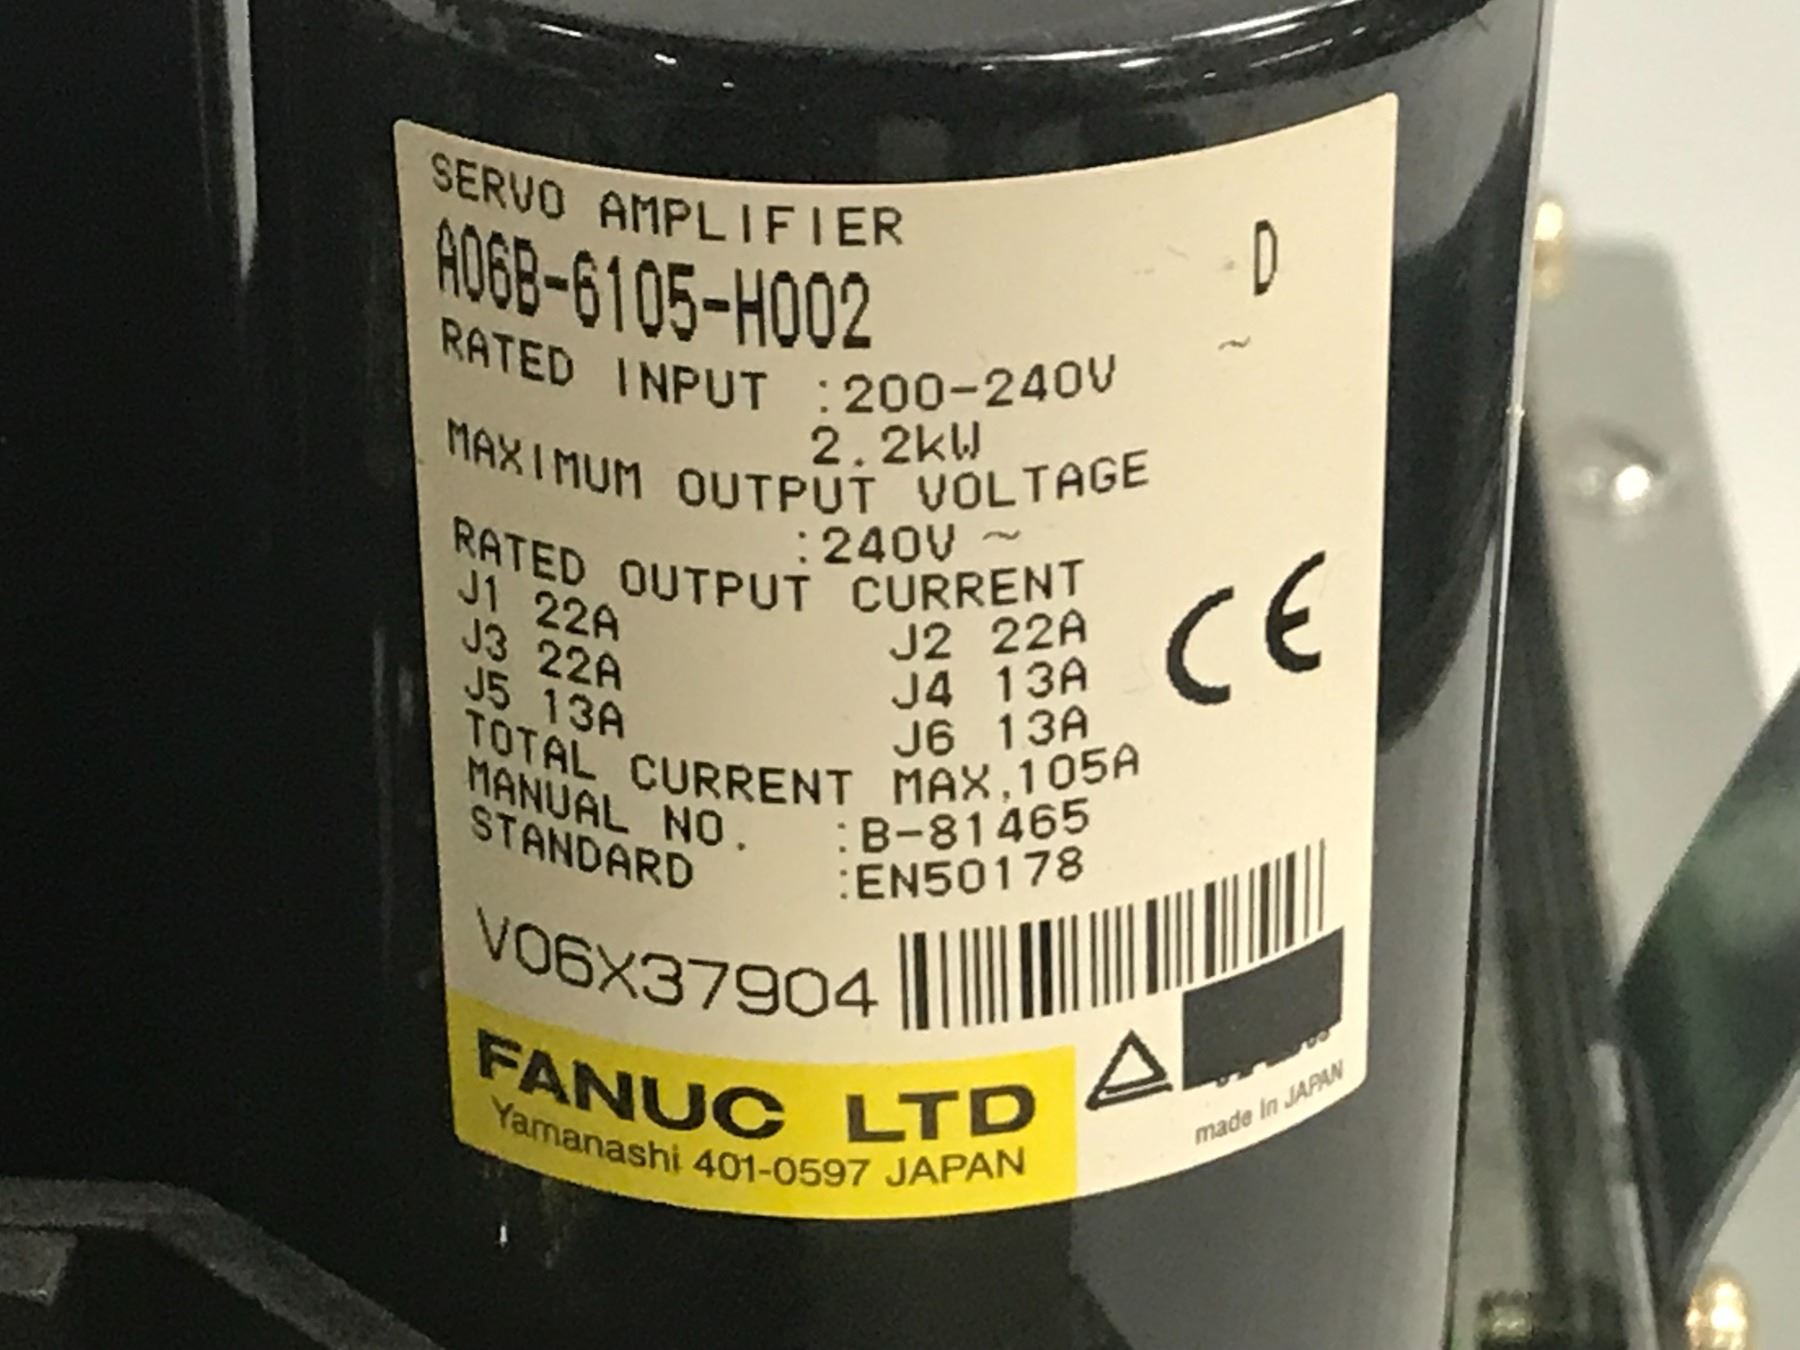 SERVO AMPLIFIER
A06B-6105-H002 D
RATED INPUT :200-240V ~
2.2kW
MAXIMUM OUTPUT VOLTAGE
:240V ~
RATED OUTPUT CURRENT
J1 22A J2 22A
J3 22A J4 13A
J5 13A J6 13A
TOTAL CURRENT MAX.105A
MANUAL NO. :B-81465
STANDARD :EN50178
CE
V06X37904
FANUC LTD
Yamanashi 401-0597 JAPAN
made in JAPAN